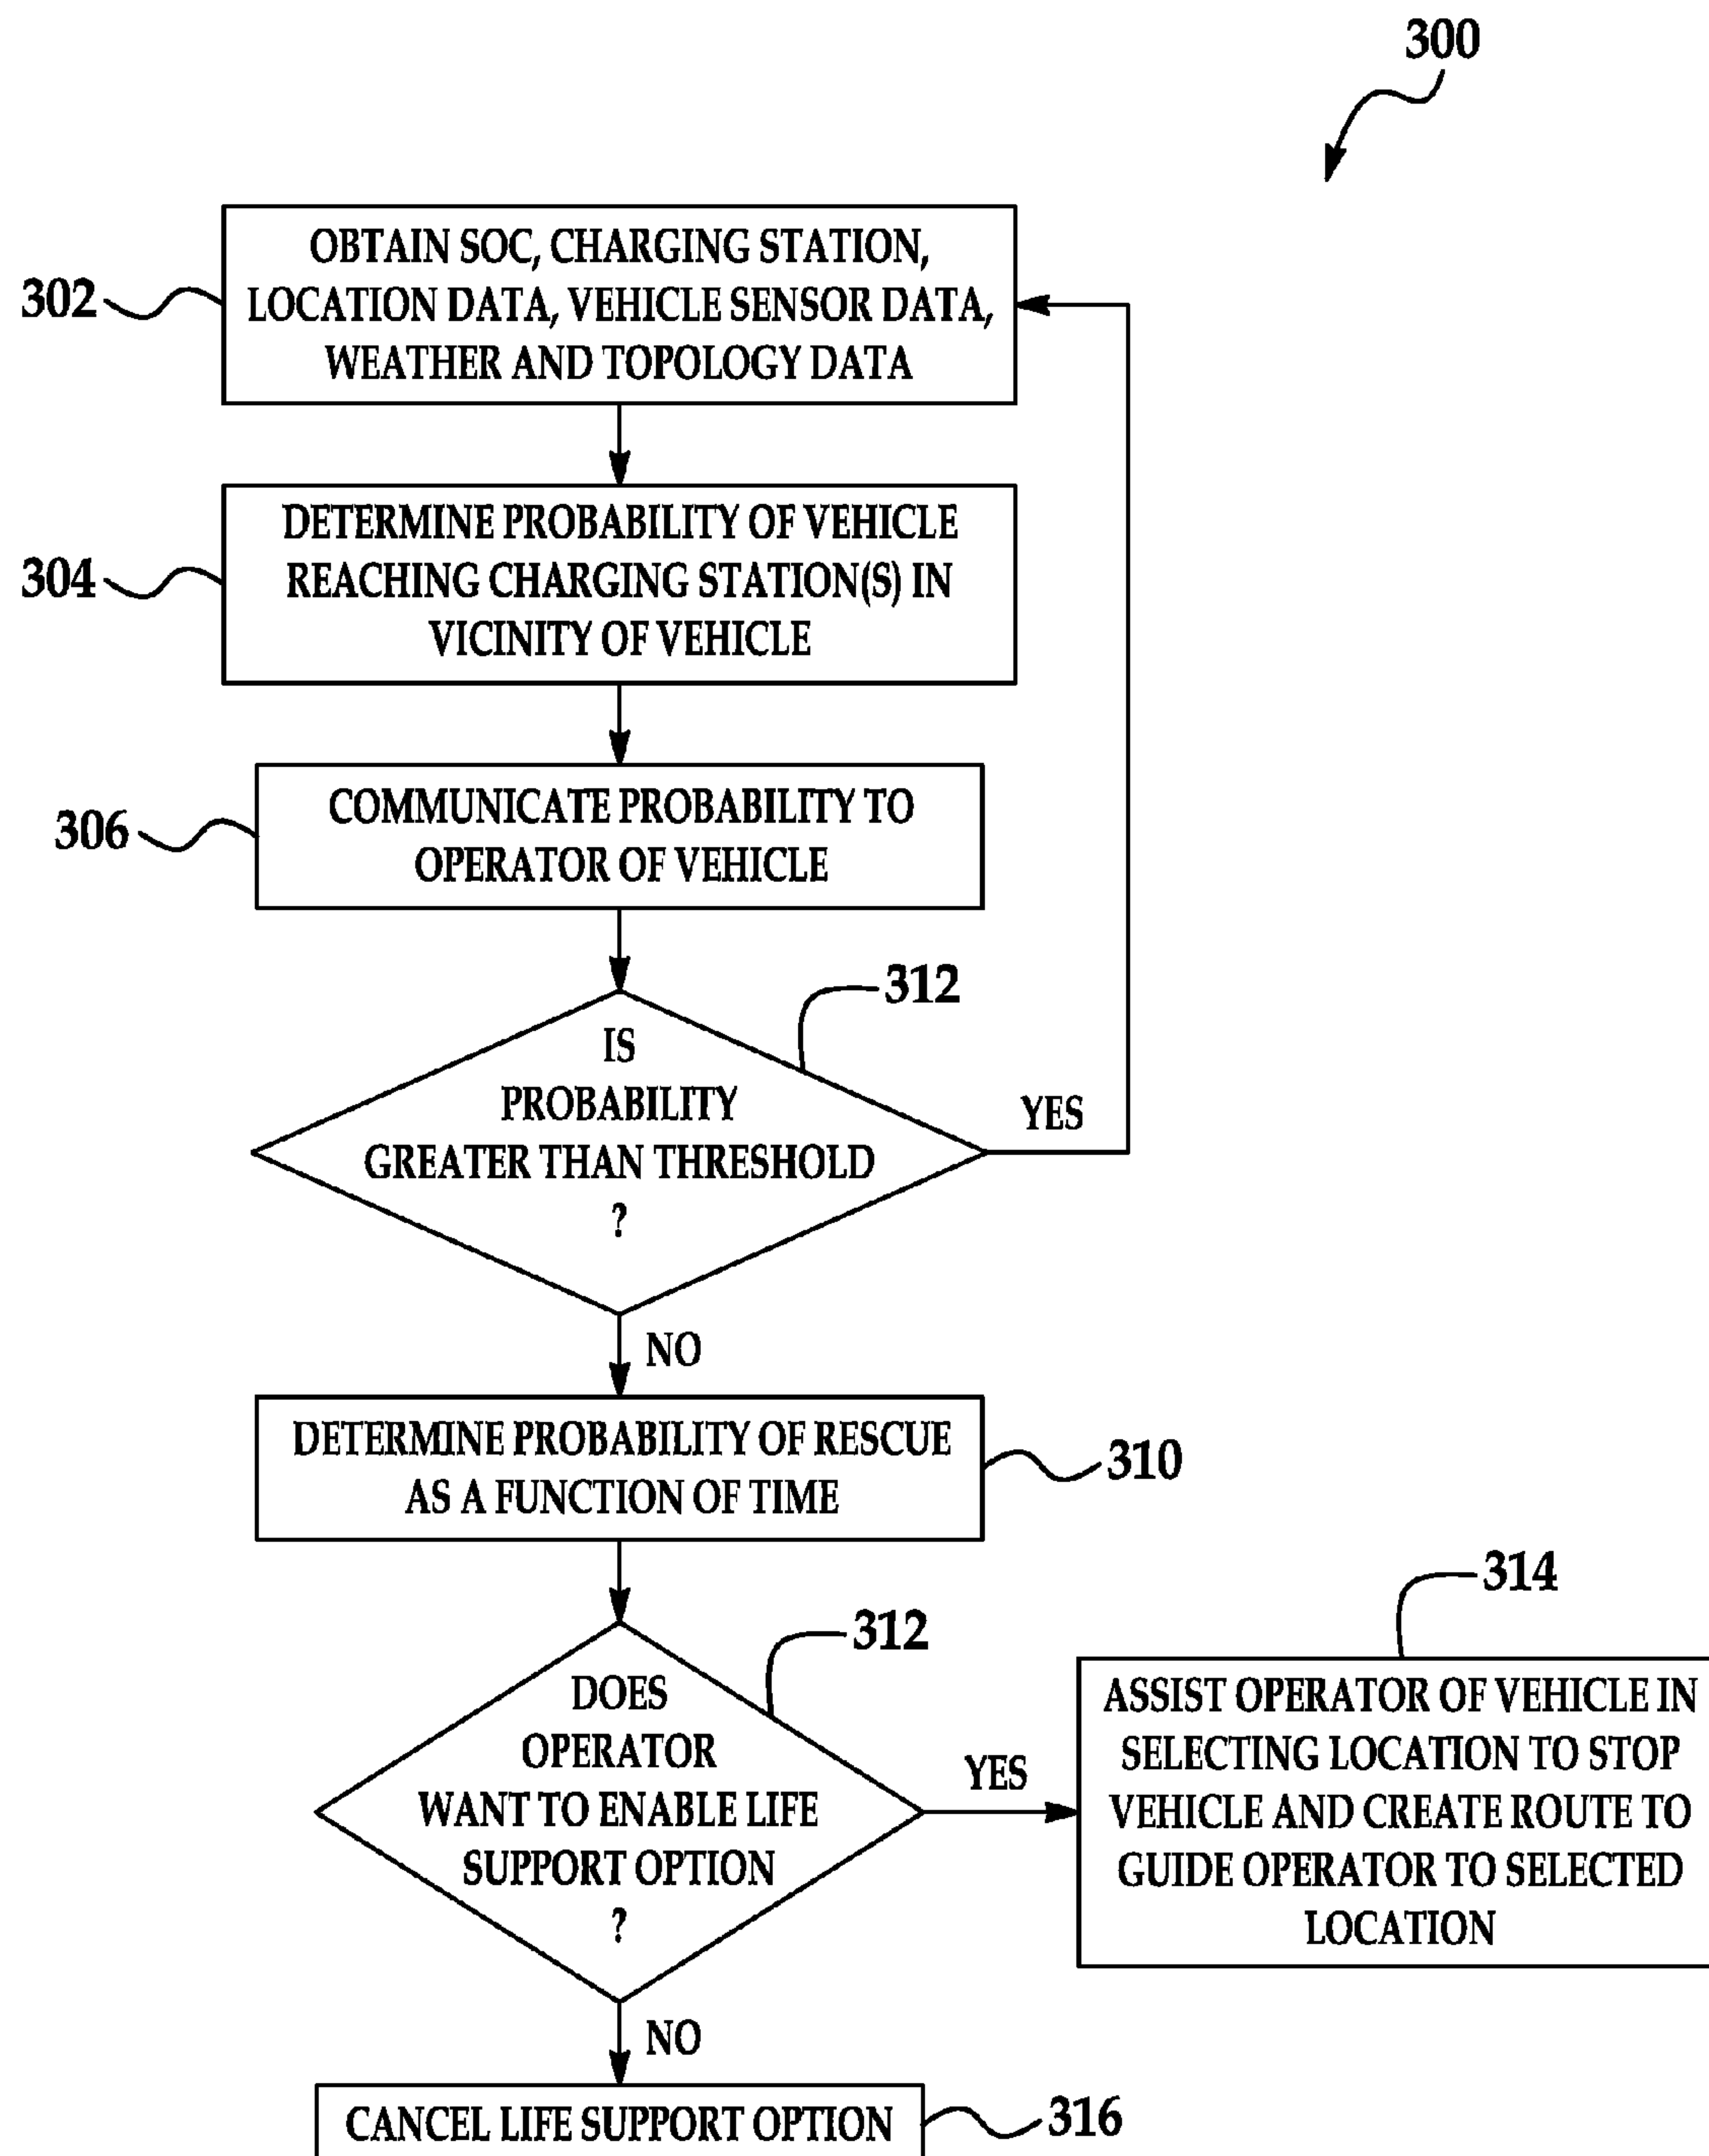 300
302
OBTAIN SOC, CHARGING STATION,
LOCATION DATA, VEHICLE SENSOR DATA,
WEATHER AND TOPOLOGY DATA
304
DETERMINE PROBABILITY OF VEHICLE
REACHING CHARGING STATION(S) IN
VICINITY OF VEHICLE
306
COMMUNICATE PROBABILITY TO
OPERATOR OF VEHICLE
312
IS
PROBABILITY
GREATER THAN THRESHOLD
?
YES
NO
DETERMINE PROBABILITY OF RESCUE
AS A FUNCTION OF TIME
310
312
DOES
OPERATOR
WANT TO ENABLE LIFE
SUPPORT OPTION
?
YES
314
ASSIST OPERATOR OF VEHICLE IN
SELECTING LOCATION TO STOP
VEHICLE AND CREATE ROUTE TO
GUIDE OPERATOR TO SELECTED
LOCATION
NO
CANCEL LIFE SUPPORT OPTION
316